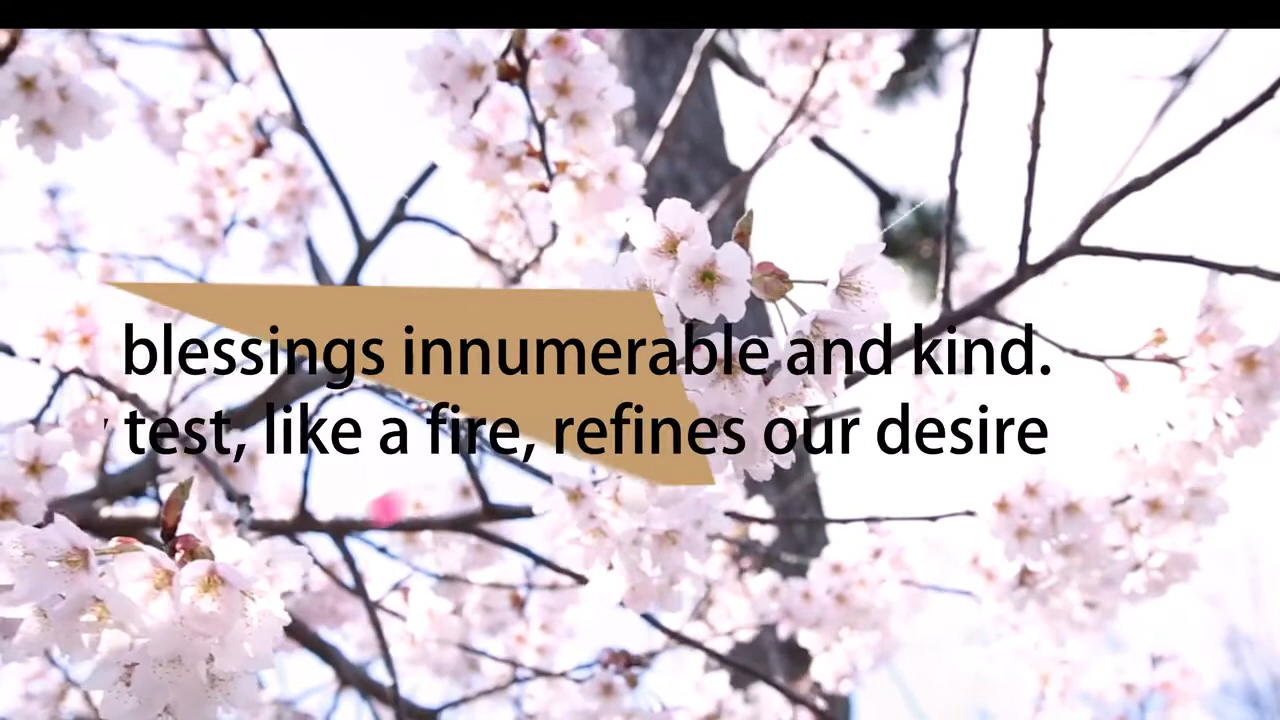 blessings innumerable and kind.
test, like a fire, refines our desire